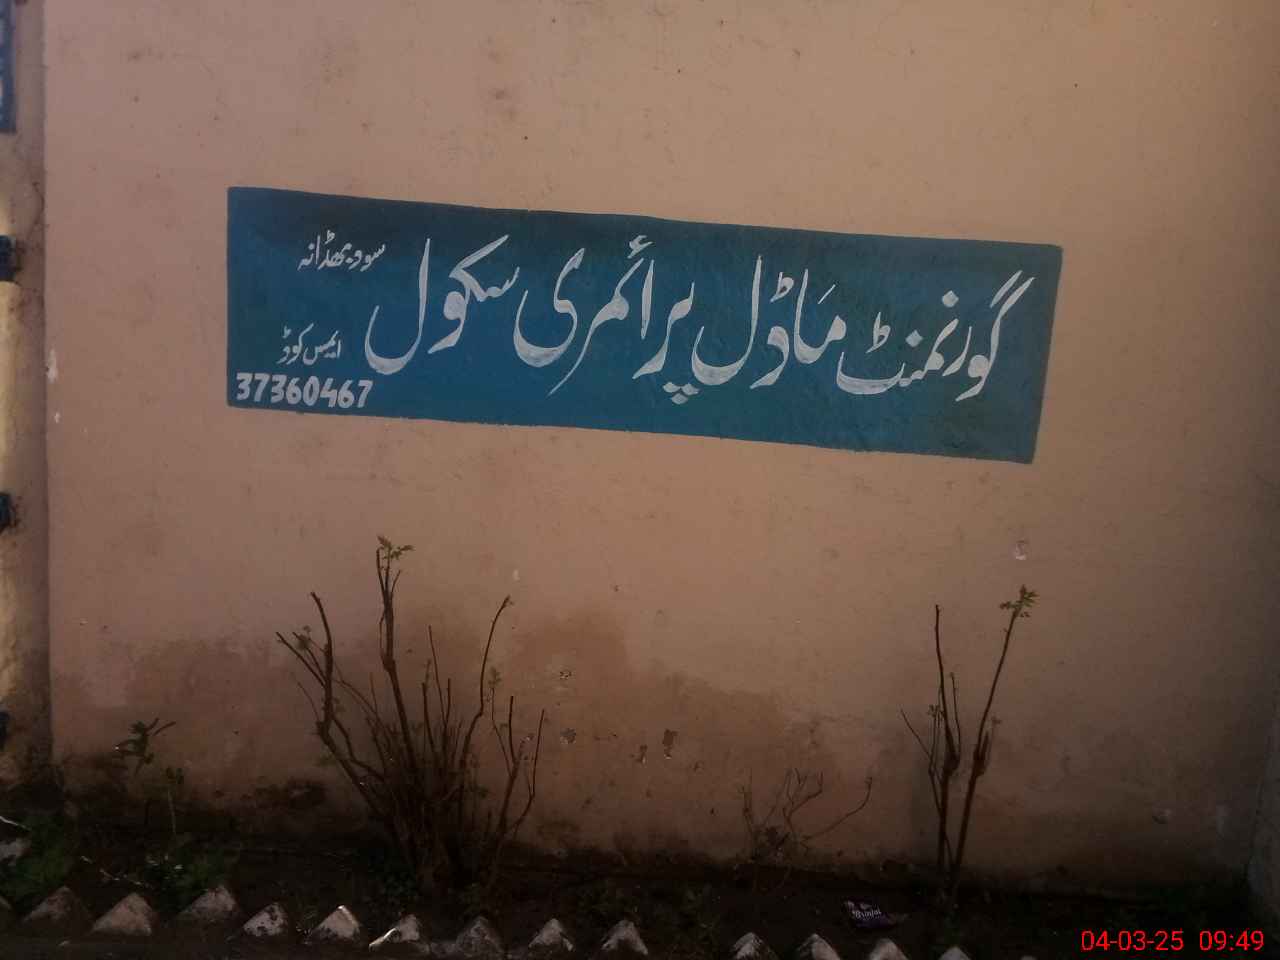 گورنمنٹ ماڈل پرائمری سکول
سود بھڈانہ
ایمس کوڈ
37360467
04-03-25 09:49